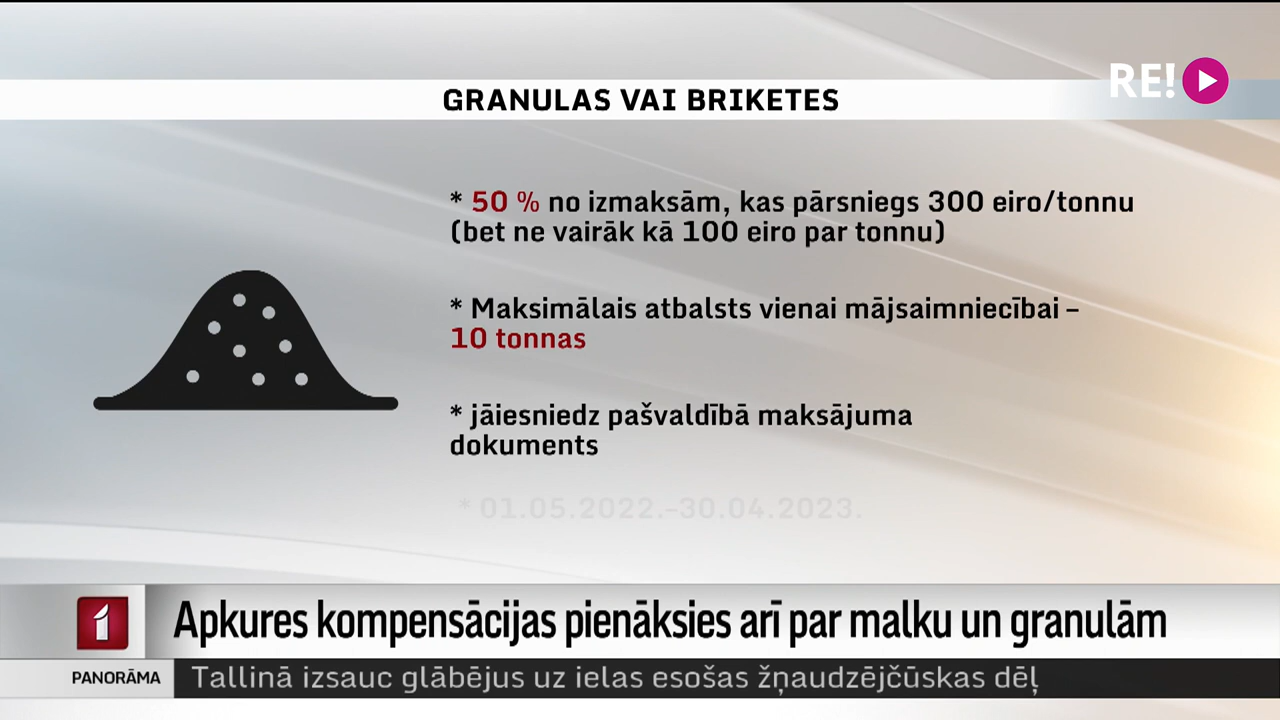 RE!
GRANULAS VAI BRIKETES
* 50 % no izmaksām, kas pārsniegs 300 eiro/tonnu
(bet ne vairāk kā 100 eiro par tonnu)
* Maksimālais atbalsts vienai mājsaimniecībai –
10 tonnas
* jāiesniedz pašvaldībā maksājuma
dokuments
* 01.05.2022.-30.04.2023.
1
Apkures kompensācijas pienāksies arī par malku un granulām
PANORĀMA
Tallinā izsauc glābējus uz ielas esošas žņaudzējčūskas dēļ